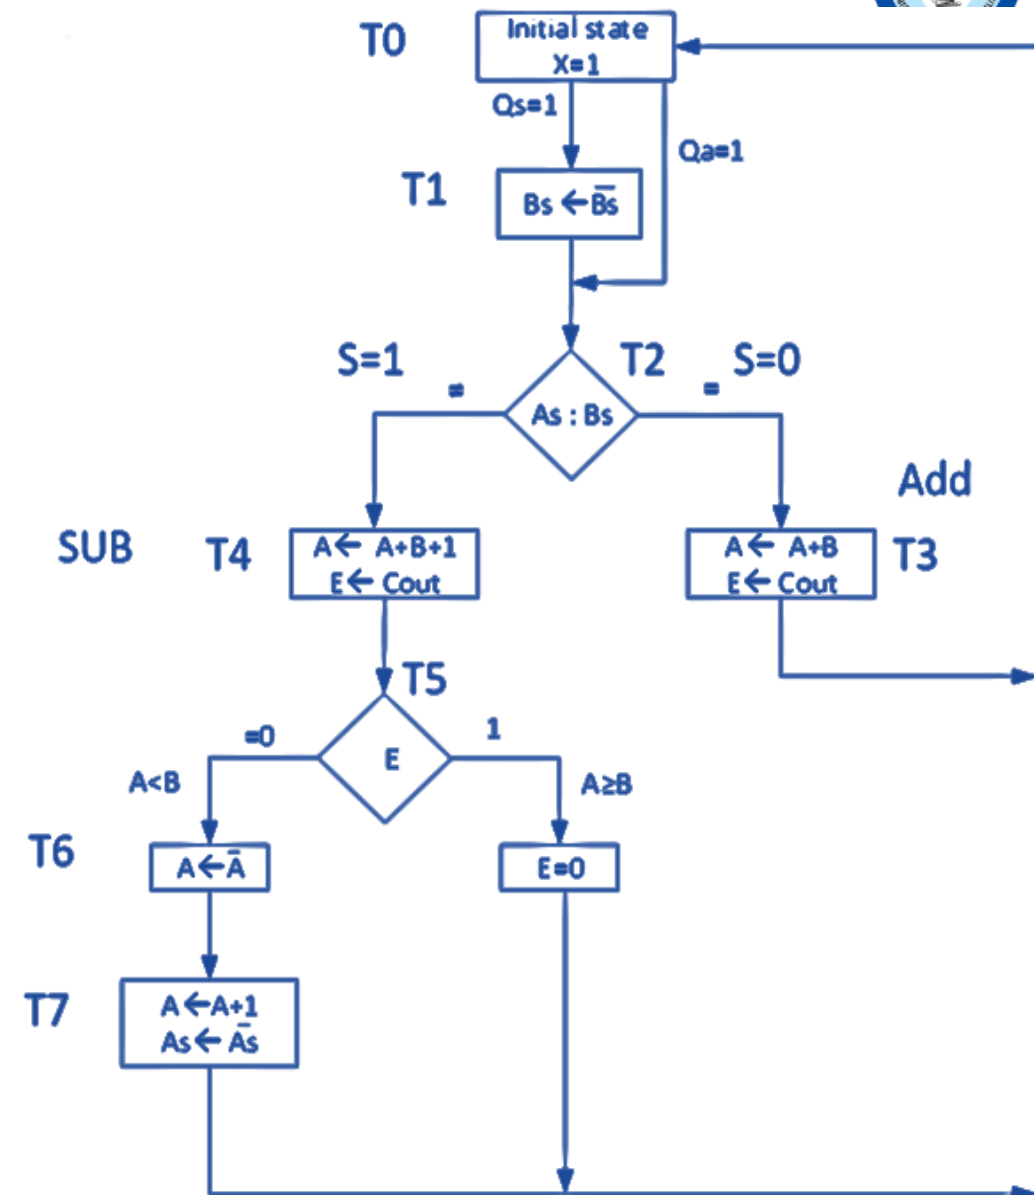 T0
Initial state
X=1
Qs=1
Qa=1
T1
Bs ← B̅s̅
S=1
≠
T2
=
S=0
As : Bs
Add
SUB
T4
A← A+B+1
E← Cout
A← A+B
E← Cout
T3
T5
=0
1
E
A<B
A≥B
T6
A←A̅
E=0
T7
A←A+1
As← A̅s